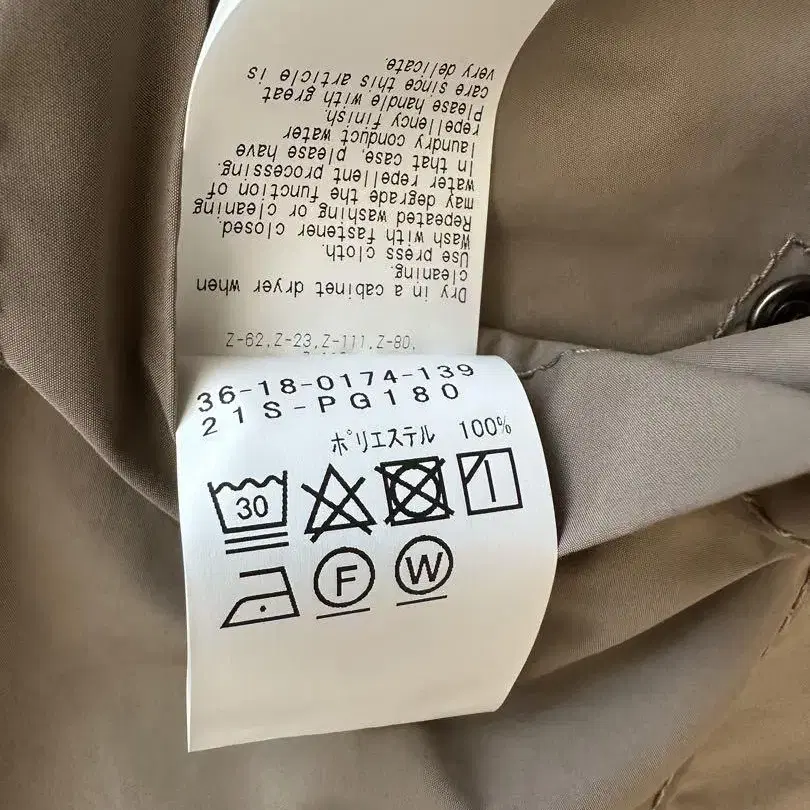 Dry in a cabinet dryer when
cleaning.
Use press cloth.
Wash with fastener closed.
Repeated washing or cleaning
may degrade the function of
water repellent processing.
In that case, please have
laundry conduct water
repellency finish.
Please handle with great
care since this article is
very delicate.
Z-62,Z-23,Z-111,Z-80,
36-18-0174-139
21S-PG180
ポリエステル 100%
30
F W